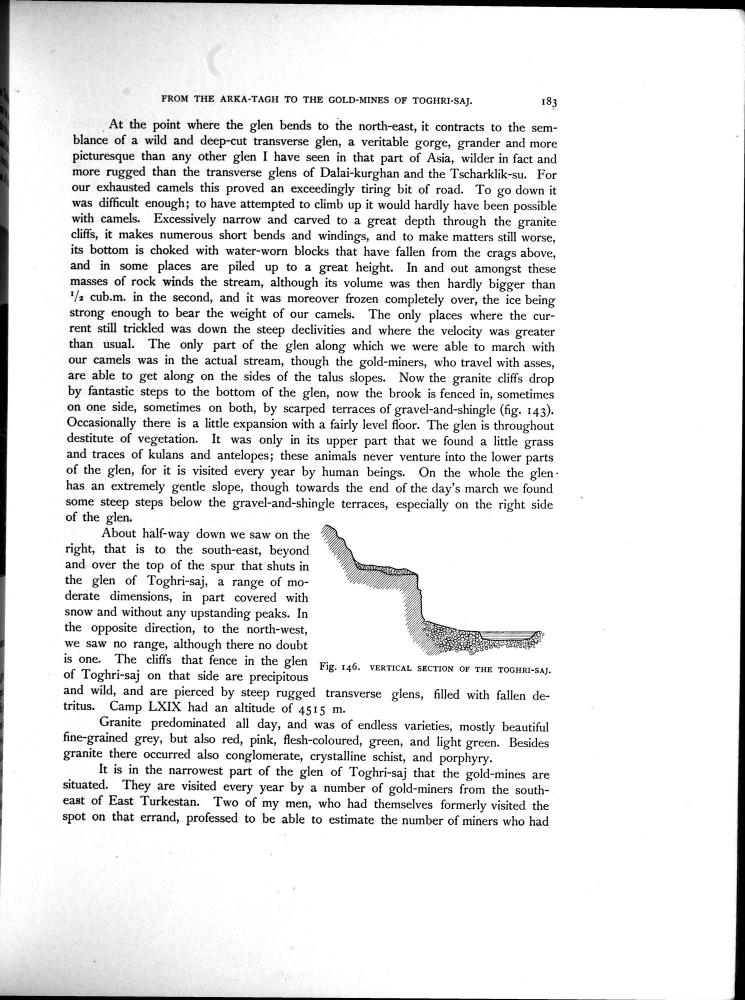 FROM THE ARKA-TAGH TO THE GOLD-MINES OF TOGHRI-SAJ. 183
At the point where the glen bends to the north-east, it contracts to the sem-
blance of a wild and deep-cut transverse glen, a veritable gorge, grander and more
picturesque than any other glen I have seen in that part of Asia, wilder in fact and
more rugged than the transverse glens of Dalai-kurghan and the Tscharklik-su. For
our exhausted camels this proved an exceedingly tiring bit of road. To go down it
was difficult enough; to have attempted to climb up it would hardly have been possible
with camels. Excessively narrow and carved to a great depth through the granite
cliffs, it makes numerous short bends and windings, and to make matters still worse,
its bottom is choked with water-worn blocks that have fallen from the crags above,
and in some places are piled up to a great height. In and out amongst these
masses of rock winds the stream, although its volume was then hardly bigger than
1/2 cub.m. in the second, and it was moreover frozen completely over, the ice being
strong enough to bear the weight of our camels. The only places where the cur-
rent still trickled was down the steep declivities and where the velocity was greater
than usual. The only part of the glen along which we were able to march with
our camels was in the actual stream, though the gold-miners, who travel with asses,
are able to get along on the sides of the talus slopes. Now the granite cliffs drop
by fantastic steps to the bottom of the glen, now the brook is fenced in, sometimes
on one side, sometimes on both, by scarped terraces of gravel-and-shingle (fig. 143).
Occasionally there is a little expansion with a fairly level floor. The glen is throughout
destitute of vegetation. It was only in its upper part that we found a little grass
and traces of kulans and antelopes; these animals never venture into the lower parts
of the glen, for it is visited every year by human beings. On the whole the glen
has an extremely gentle slope, though towards the end of the day's march we found
some steep steps below the gravel-and-shingle terraces, especially on the right side
of the glen.
About half-way down we saw on the
right, that is to the south-east, beyond
and over the top of the spur that shuts in
the glen of Toghri-saj, a range of mo-
derate dimensions, in part covered with
snow and without any upstanding peaks. In
the opposite direction, to the north-west,
we saw no range, although there no doubt
is one. The cliffs that fence in the glen
of Toghri-saj on that side are precipitous
Fig. 146. VERTICAL SECTION OF THE TOGHRI-SAJ.
and wild, and are pierced by steep rugged transverse glens, filled with fallen de-
tritus. Camp LXIX had an altitude of 4515 m.
Granite predominated all day, and was of endless varieties, mostly beautiful
fine-grained grey, but also red, pink, flesh-coloured, green, and light green. Besides
granite there occurred also conglomerate, crystalline schist, and porphyry.
It is in the narrowest part of the glen of Toghri-saj that the gold-mines are
situated. They are visited every year by a number of gold-miners from the south-
east of East Turkestan. Two of my men, who had themselves formerly visited the
spot on that errand, professed to be able to estimate the number of miners who had